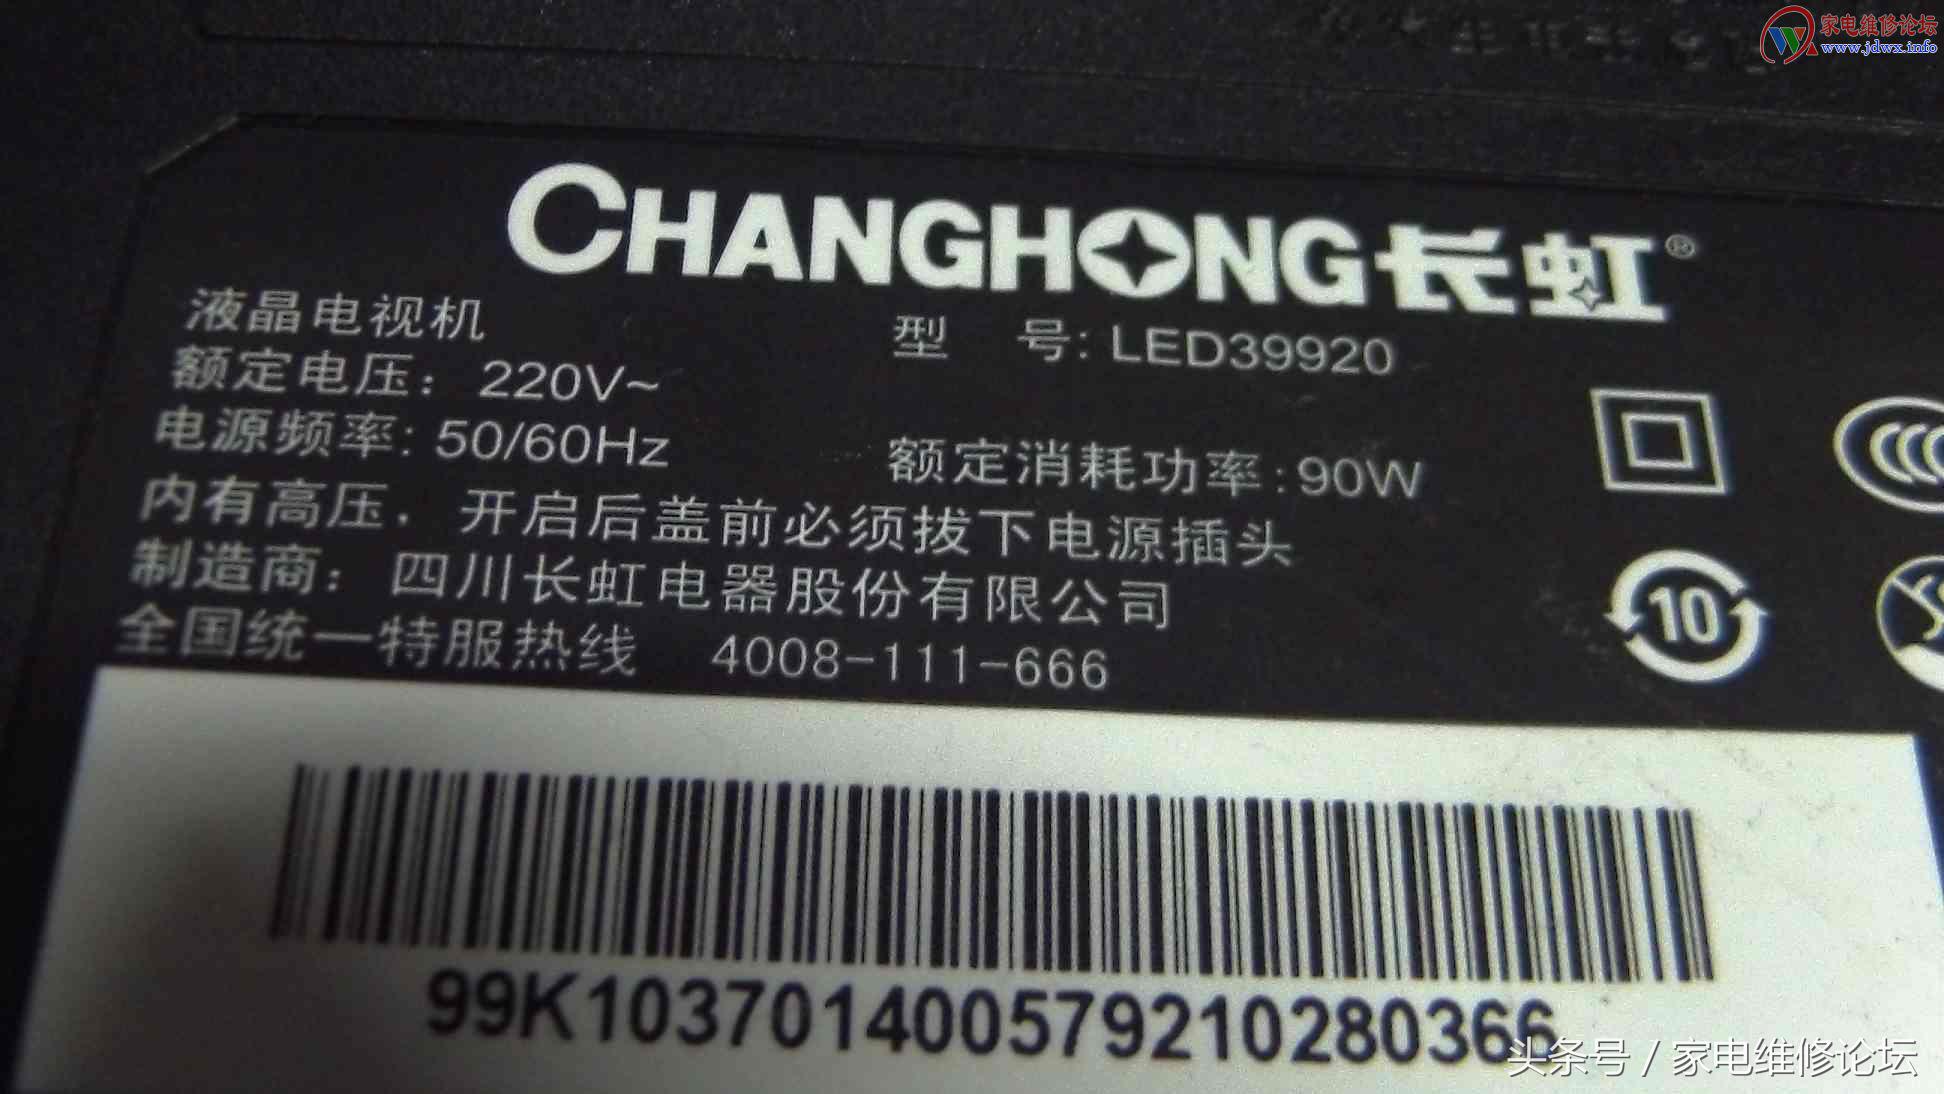 家电维修论坛
www.jdwx.info
CHANGHONG长虹®
液晶电视机
型 号: LED39920
额定电压: 220V~
电源频率: 50/60Hz
额定消耗功率:90W
内有高压，开启后盖前必须拔下电源插头
制造商: 四川长虹电器股份有限公司
全国统一特服热线 4008-111-666
10
99K10370140057921028​0366
头条号 / 家电维修论坛